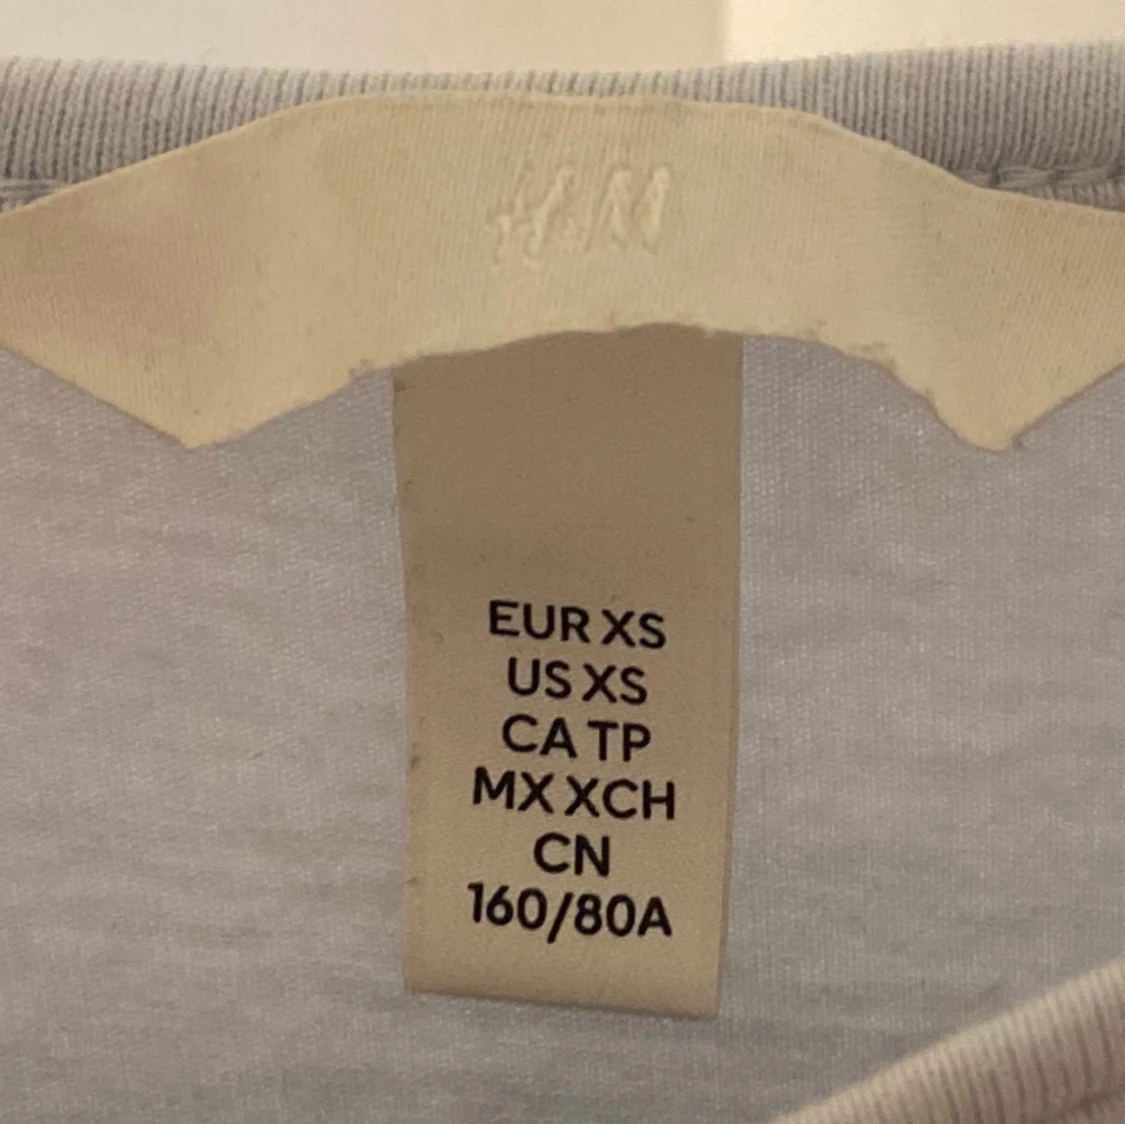 H&M
EUR XS
US XS
CA TP
MX XCH
CN
160/80A